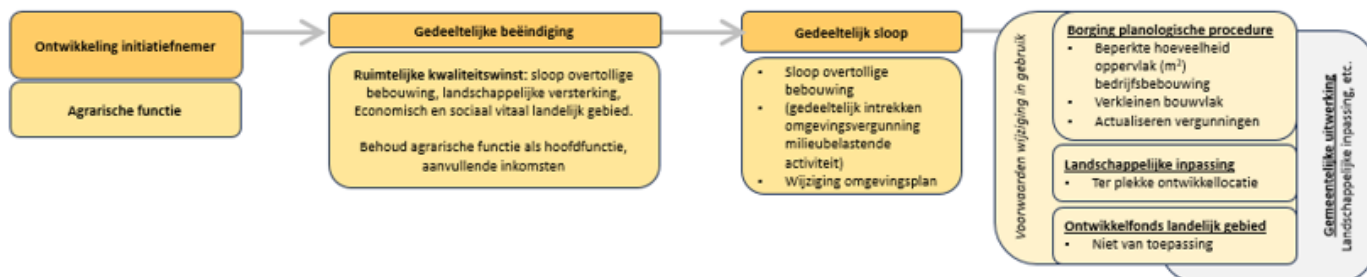 Ontwikkeling initiatiefnemer
Agrarische functie
Gedeeltelijke beëindiging
Ruimtelijke kwaliteitswinst: sloop overtollige
bebouwing, landschappelijke versterking,
Economisch en sociaal vitaal landelijk gebied.
Behoud agrarische functie als hoofdfunctie,
aanvullende inkomsten
Gedeeltelijk sloop
• Sloop overtollige
bebouwing
• (gedeeltelijk intrekken
omgevingsvergunning
milieubelastende
activiteit)
• Wijziging omgevingsplan
Voorwaarden wijziging in gebruik
Borging planologische procedure
• Beperkte hoeveelheid
oppervlak (m²)
bedrijfsbebouwing
• Verkleinen bouwvlak
• Actualiseren vergunningen
Landschappelijke inpassing
• Ter plekke ontwikkellocatie
Ontwikkelfonds landelijk gebied
• Niet van toepassing
Gemeentelijke uitwerking
Landschappelijke inpassing, etc.